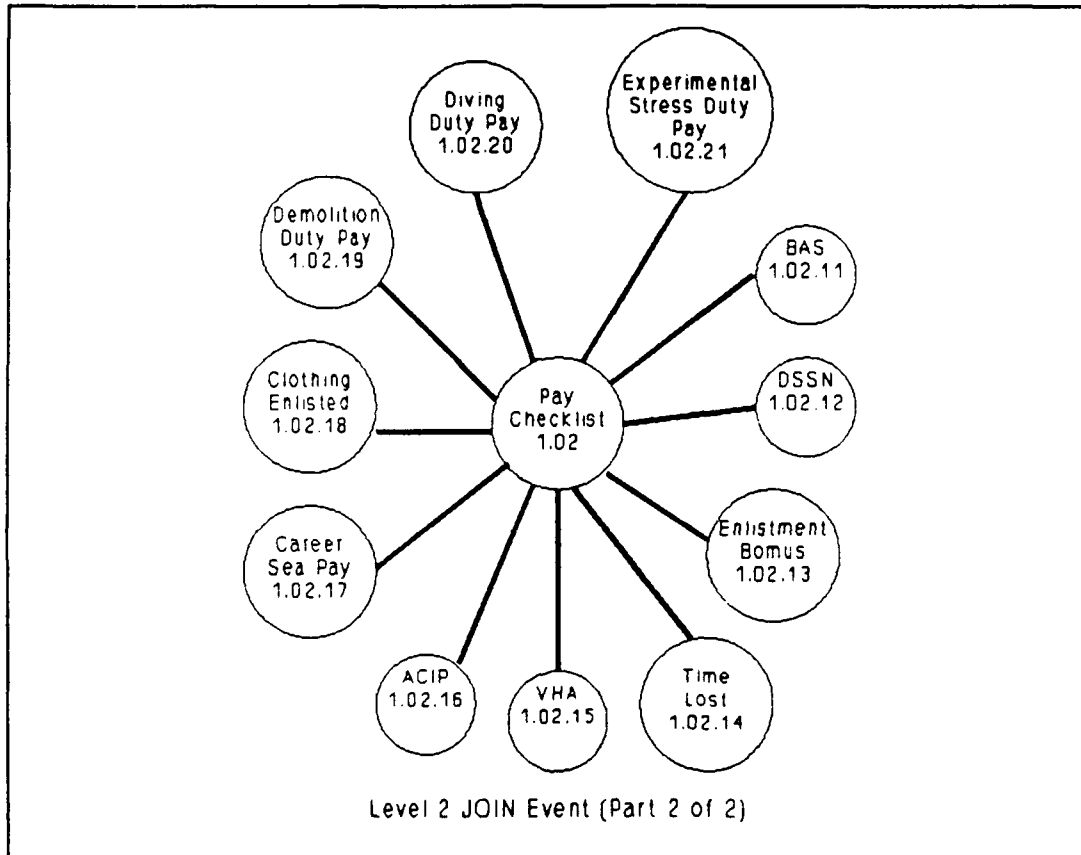 Diving
Duty Pay
1.02.20
Experimental
Stress Duty
Pay
1.02.21
Demolition
Duty Pay
1.02.19
BAS
1.02.11
Clothing
Enlisted
1.02.18
Pay
Checklist
1.02
DSSN
1.02.12
Career
Sea Pay
1.02.17
Enlistment
Bomus
1.02.13
ACIP
1.02.16
VHA
1.02.15
Time
Lost
1.02.14
Level 2 JOIN Event (Part 2 of 2)